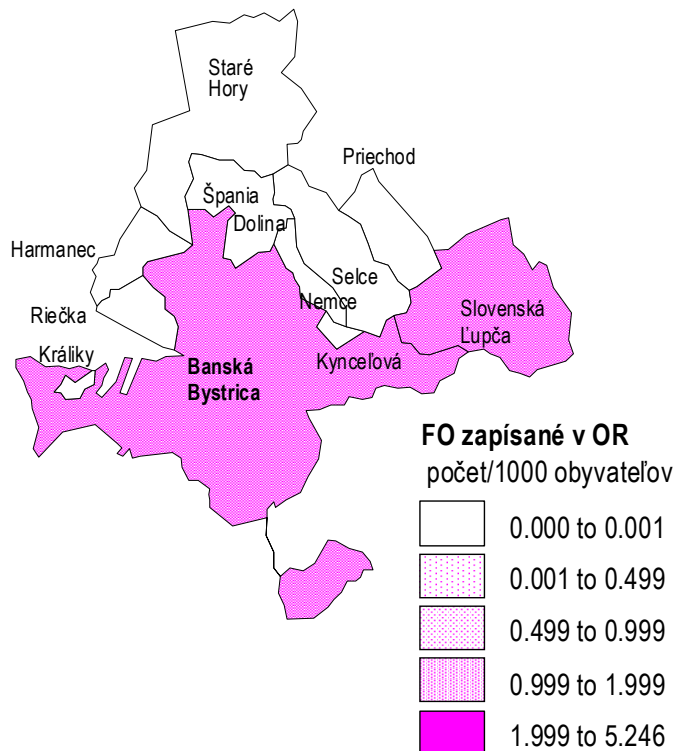 Staré
Hory
Priechod
Špania
Dolina
Harmanec
Selce
Nemce
Riečka
Slovenská
Ľupča
Králiky
Banská
Bystrica
Kynceľová
FO zapísané v OR
počet/1000 obyvateľov
0.000 to 0.001
0.001 to 0.499
0.499 to 0.999
0.999 to 1.999
1.999 to 5.246